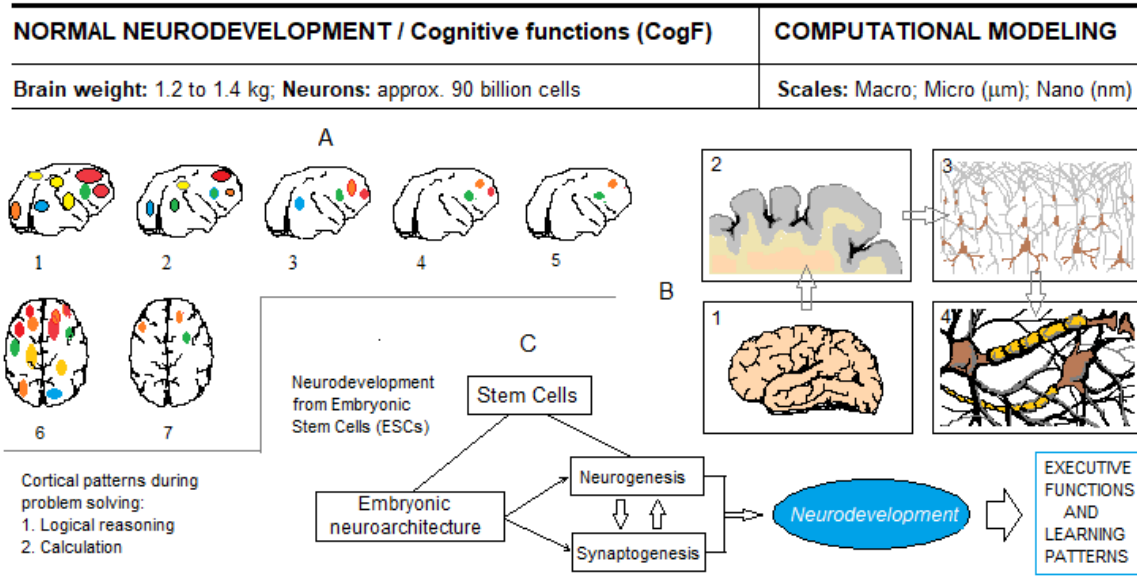 NORMAL NEURODEVELOPMENT / Cognitive functions (CogF)
COMPUTATIONAL MODELING
Brain weight: 1.2 to 1.4 kg; Neurons: approx. 90 billion cells
Scales: Macro; Micro (μm); Nano (nm)
A
1
2
3
4
5
6
7
Cortical patterns during
problem solving:
1. Logical reasoning
2. Calculation
B
2
3
1
4
C
Neurodevelopment
from Embryonic
Stem Cells (ESCs)
Stem Cells
Embryonic
neuroarchitecture
Neurogenesis
Synaptogenesis
Neurodevelopment
EXECUTIVE
FUNCTIONS
AND
LEARNING
PATTERNS